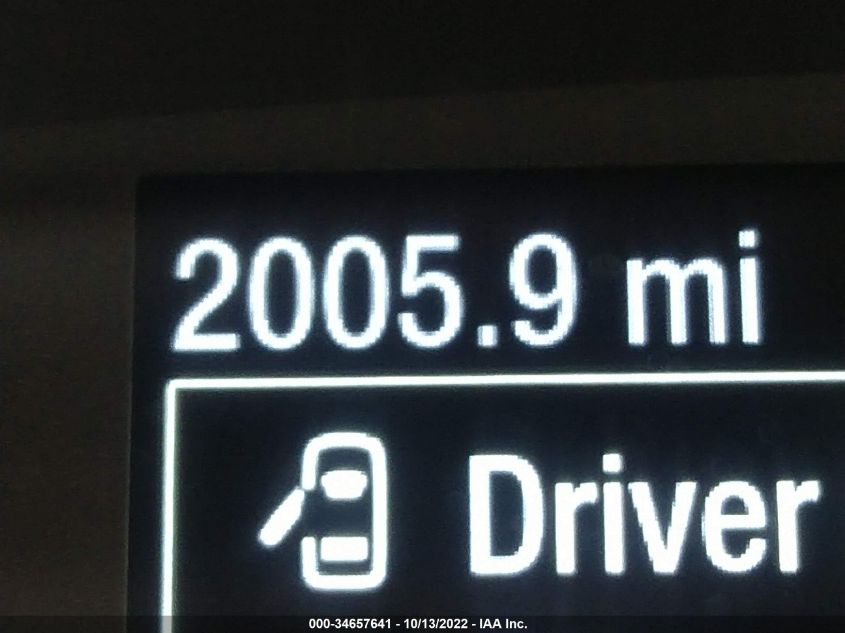 2005.9 mi
Driver
000-34657641 - 10/13/2022 - IAA Inc.